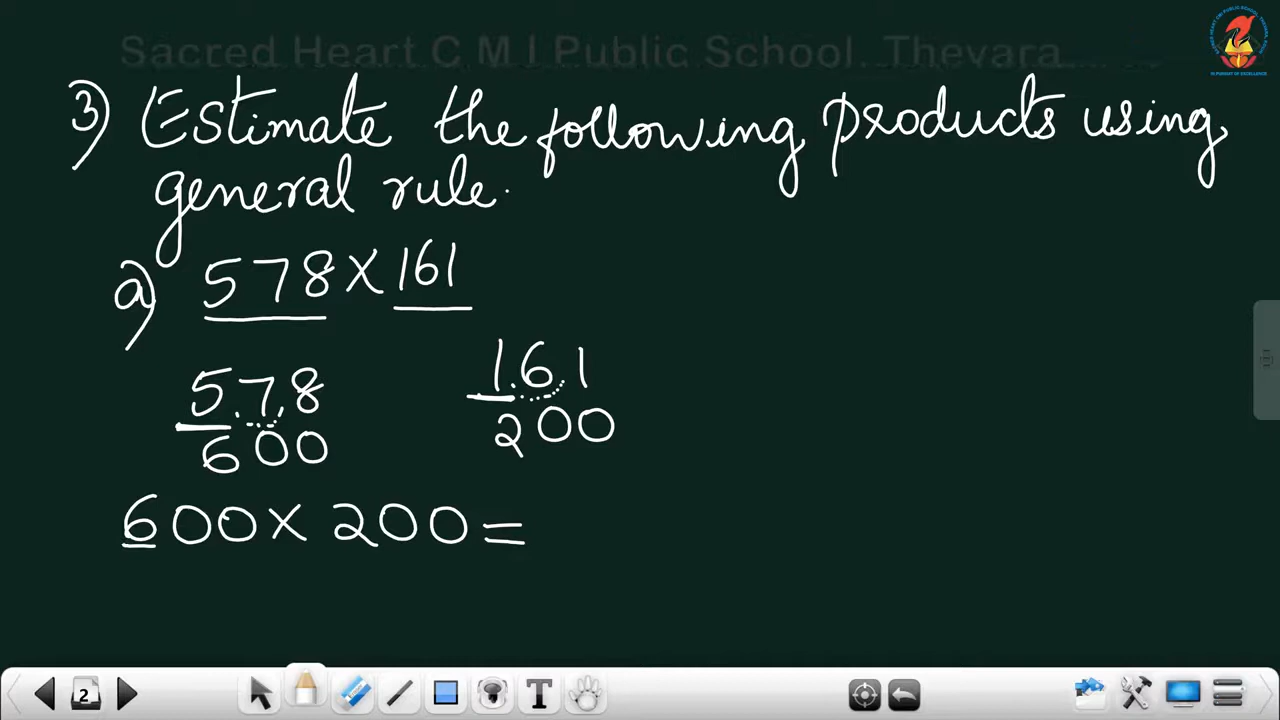 Sacred Heart C M I Public School, Thevara
3) Estimate the following products using
general rule.
a) 578 × 161
578 161
600 200
600 × 200 =
2
T